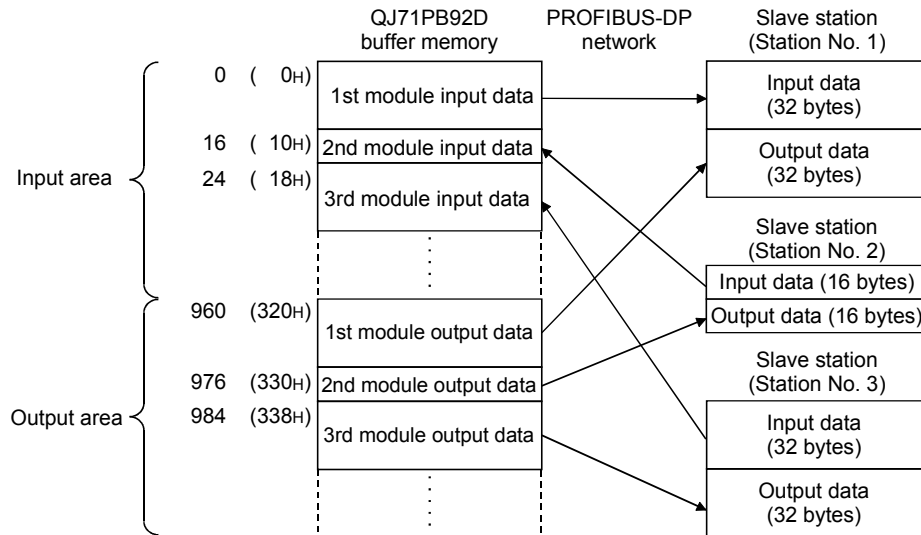 QJ71PB92D
buffer memory
PROFIBUS-DP
network
Slave station
(Station No. 1)
0 ( 0H)
1st module input data
Input data
(32 bytes)
16 ( 10H)
2nd module input data
Output data
(32 bytes)
Input area
24 ( 18H)
3rd module input data
Slave station
(Station No. 2)
Input data (16 bytes)
Output data (16 bytes)
960 (320H)
1st module output data
976 (330H)
2nd module output data
Slave station
(Station No. 3)
Output area
984 (338H)
3rd module output data
Input data
(32 bytes)
Output data
(32 bytes)